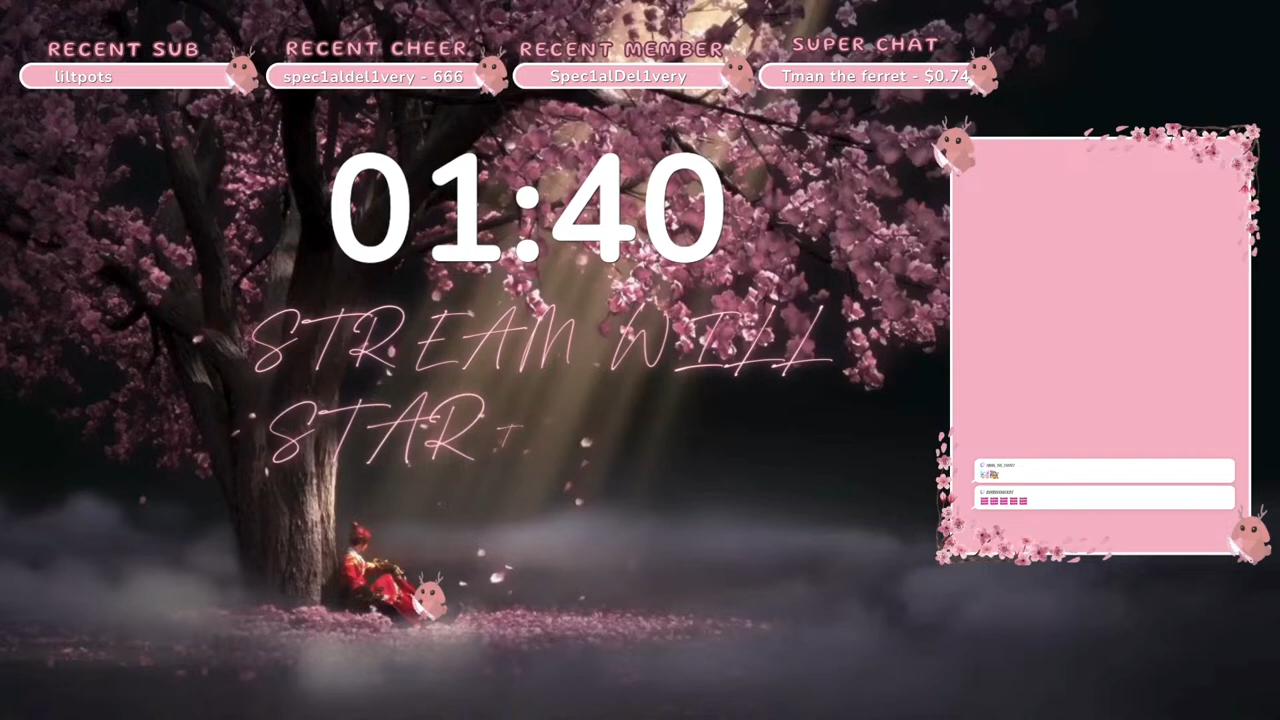 RECENT SUB
liltpots
RECENT CHEER
spec1aldel1very - 666
RECENT MEMBER
Spec1alDel1very
SUPER CHAT
Tman the ferret - $0.74
01:40
STREAM WILL
START